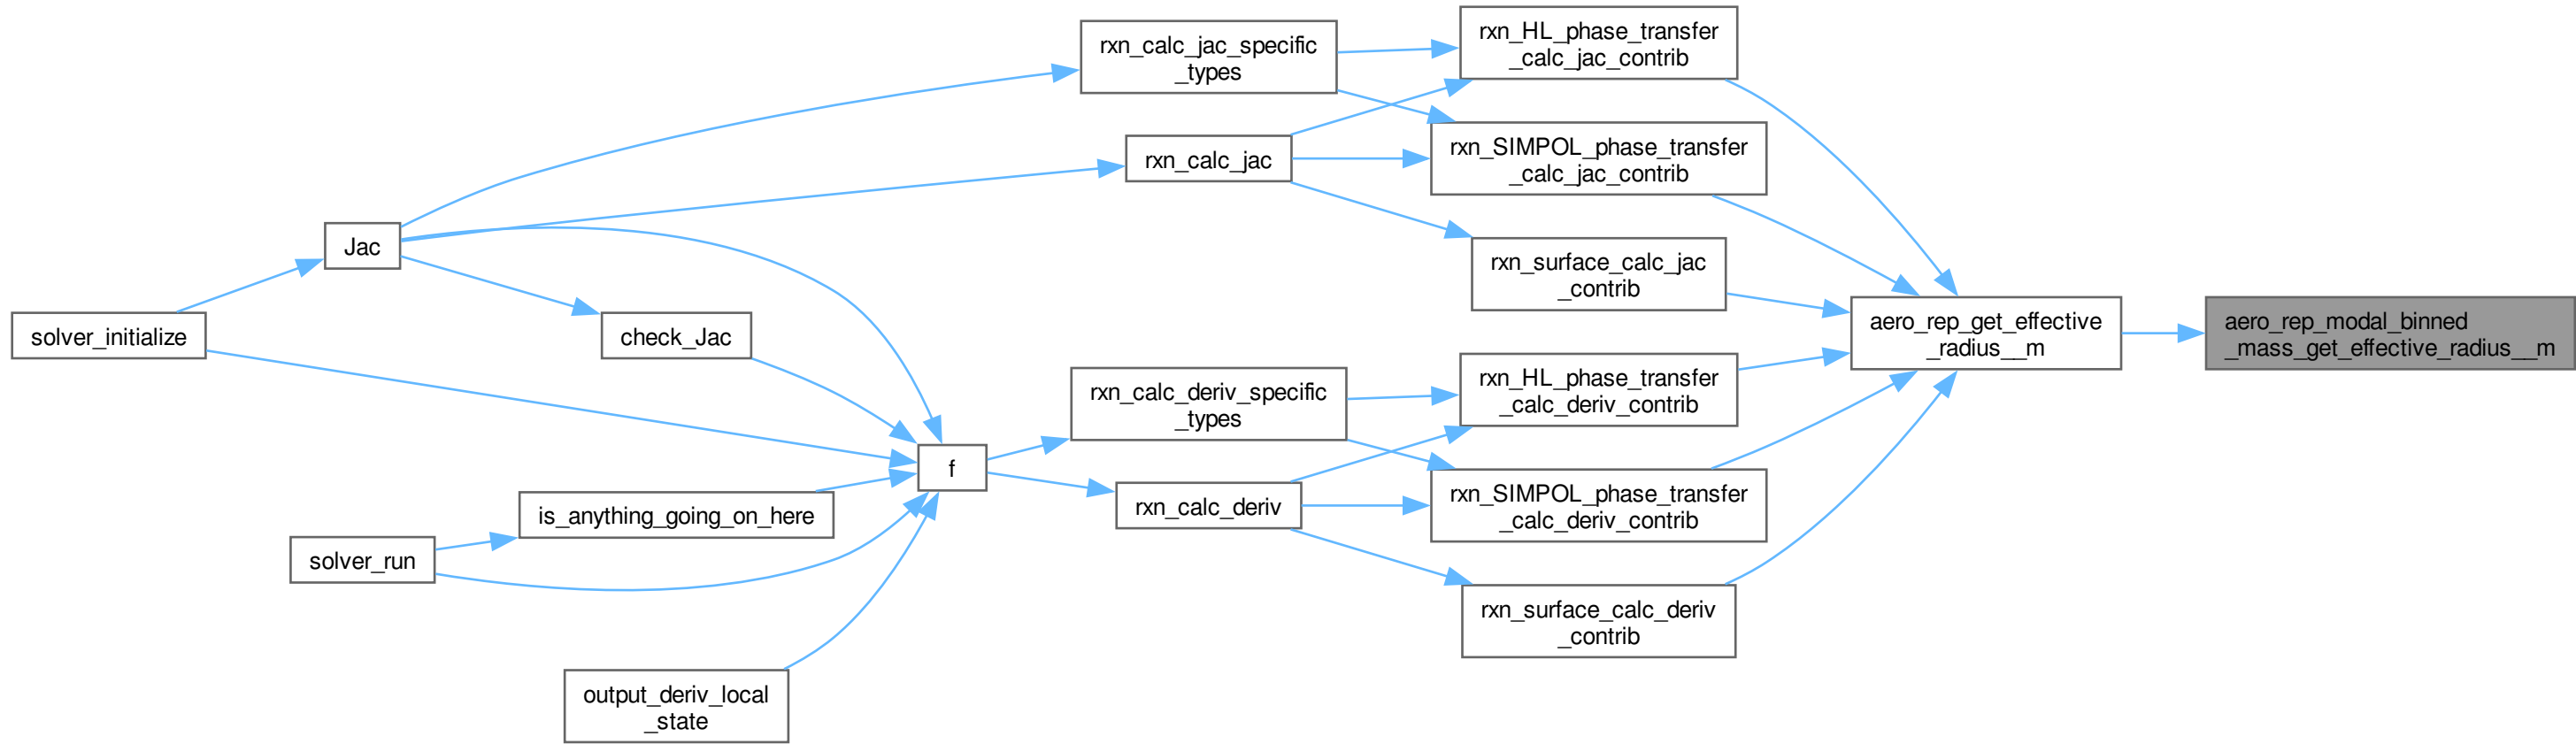 rxn_HL_phase_transfer
_calc_jac_contrib
rxn_calc_jac_specific
_types
rxn_SIMPOL_phase_transfer
_calc_jac_contrib
rxn_calc_jac
Jac
rxn_surface_calc_jac
_contrib
solver_initialize
check_Jac
aero_rep_get_effective
_radius__m
aero_rep_modal_binned
_mass_get_effective_radius__m
rxn_HL_phase_transfer
_calc_deriv_contrib
rxn_calc_deriv_specific
_types
f
rxn_SIMPOL_phase_transfer
_calc_deriv_contrib
rxn_calc_deriv
is_anything_going_on_here
solver_run
rxn_surface_calc_deriv
_contrib
output_deriv_local
_state